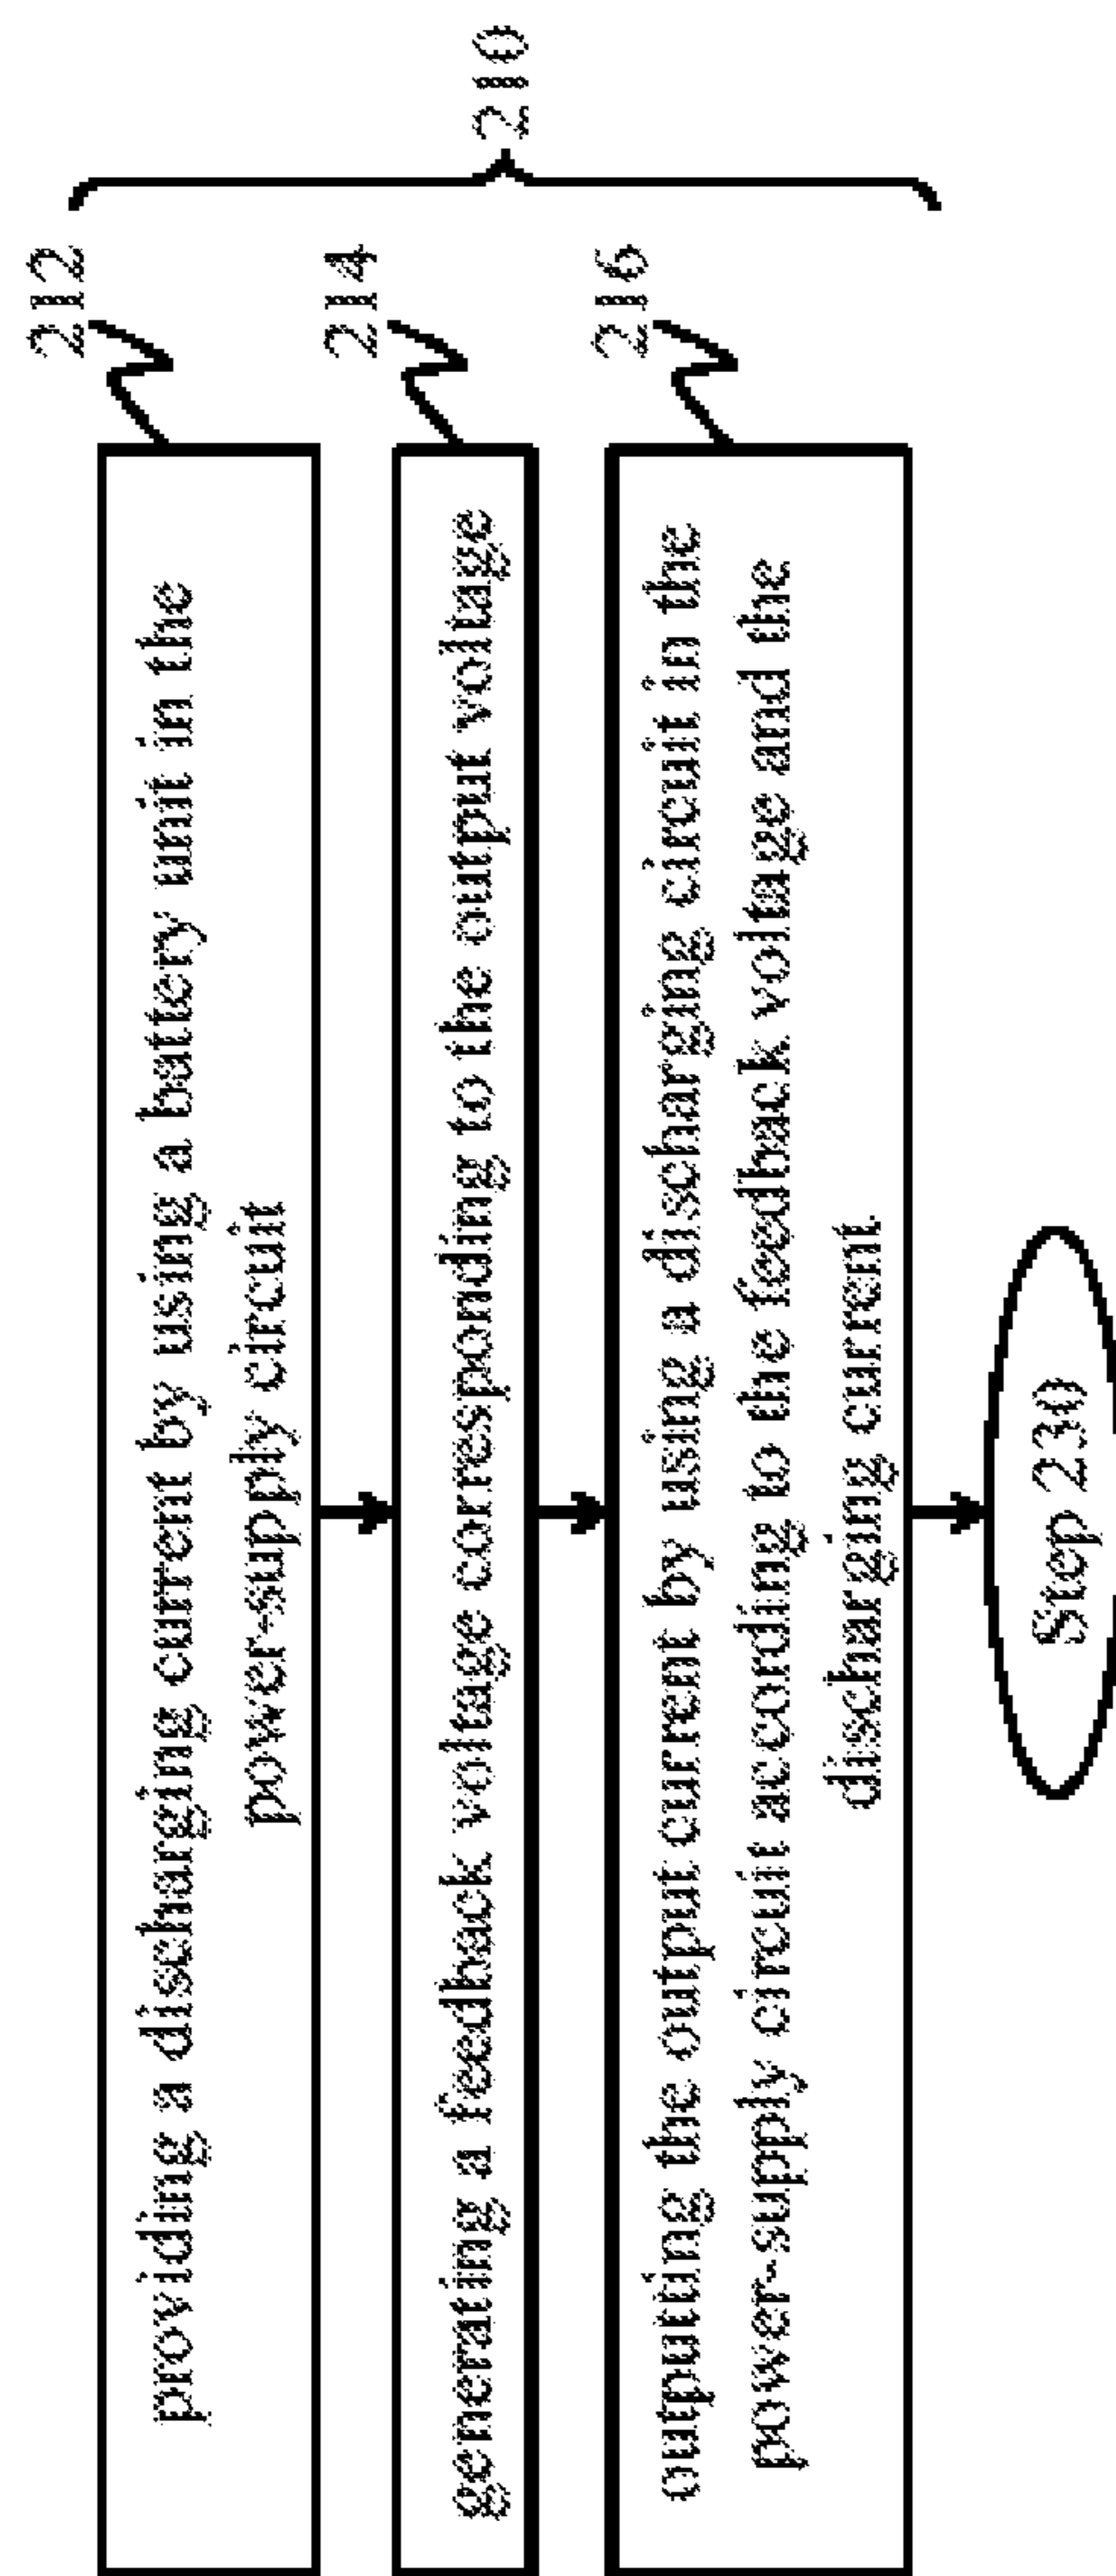 providing a discharging current by using a battery unit in the
power-supply circuit
212
generating a feedback voltage corresponding to the output voltage
214
outputting the output current by using a discharging circuit in the
power-supply circuit according to the feedback voltage and the
discharging current
216
210
Step 230